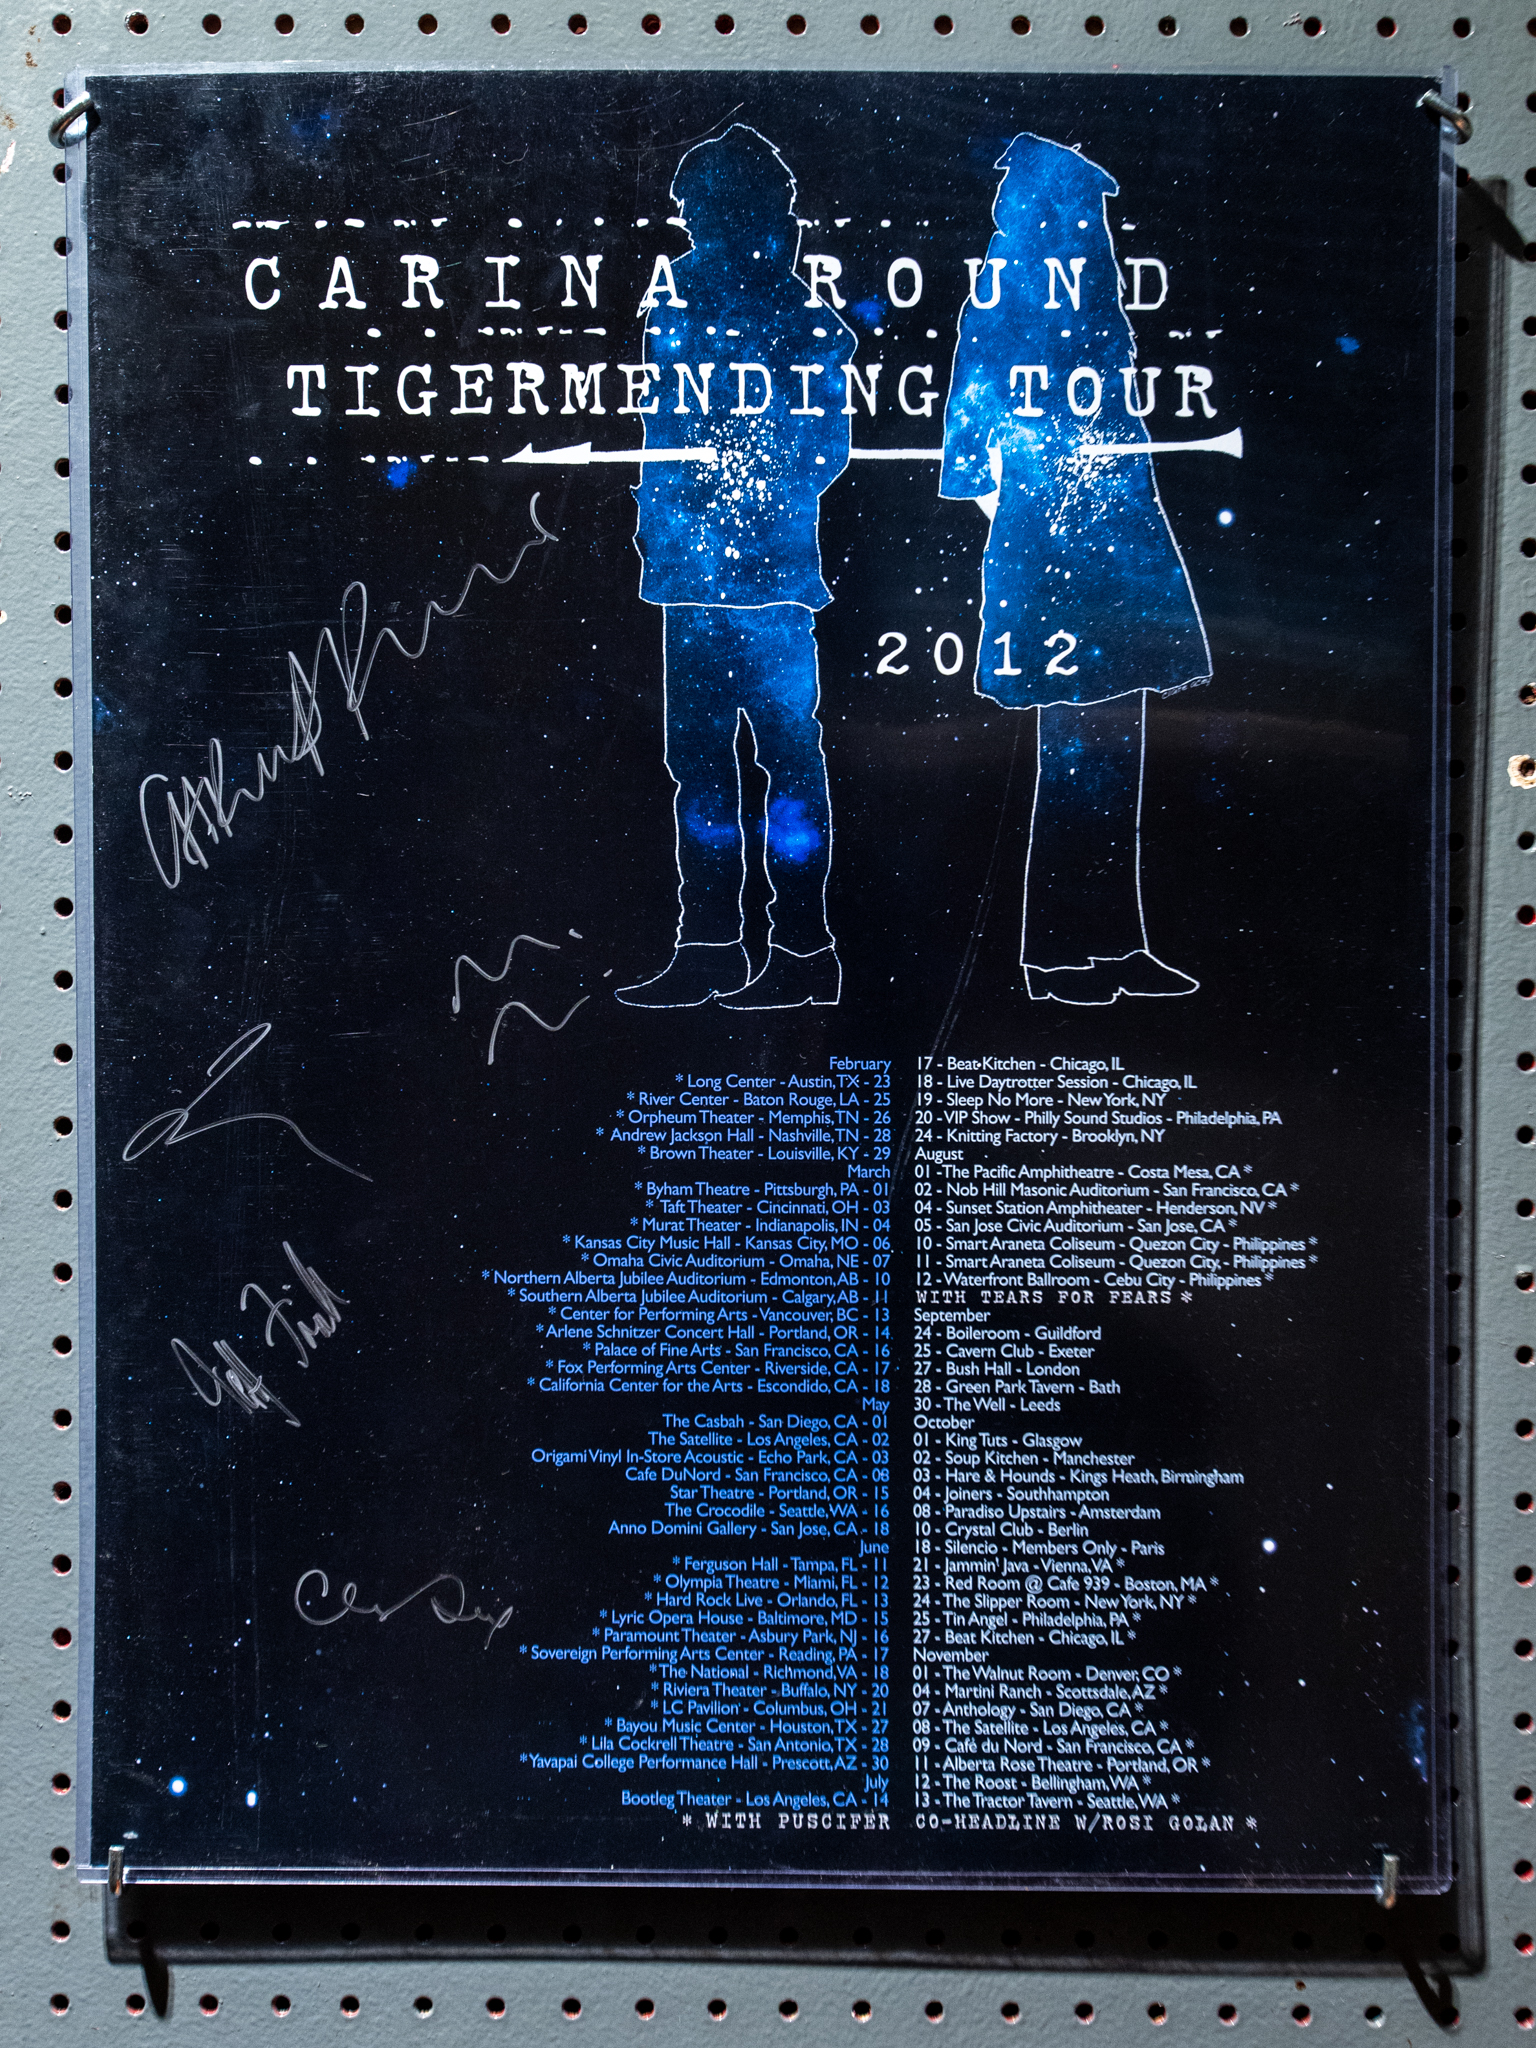 CARINA ROUND
TIGERMENDING TOUR
2012
February
* Long Center - Austin, TX - 23
* River Center - Baton Rouge, LA - 25
* Orpheum Theater - Memphis, TN - 26
* Andrew Jackson Hall - Nashville, TN - 28
* Brown Theater - Louisville, KY - 29
March
* Byham Theatre - Pittsburgh, PA - 01
* Taft Theater - Cincinnati, OH - 03
* Murat Theater - Indianapolis, IN - 04
* Kansas City Music Hall - Kansas City, MO - 06
* Omaha Civic Auditorium - Omaha, NE - 07
* Northern Alberta Jubilee Auditorium - Edmonton, AB - 10
* Southern Alberta Jubilee Auditorium - Calgary, AB - 11
* Center for Performing Arts - Vancouver, BC - 13
* Arlene Schnitzer Concert Hall - Portland, OR - 14
* Palace of Fine Arts - San Francisco, CA - 16
* Fox Performing Arts Center - Riverside, CA - 17
* California Center for the Arts - Escondido, CA - 18
May
The Casbah - San Diego, CA - 01
The Satellite - Los Angeles, CA - 02
Origami Vinyl In-Store Acoustic - Echo Park, CA - 03
Cafe DuNord - San Francisco, CA - 08
Star Theatre - Portland, OR - 15
The Crocodile - Seattle, WA - 16
Anno Domini Gallery - San Jose, CA - 18
June
* Ferguson Hall - Tampa, FL - 11
* Olympia Theatre - Miami, FL - 12
* Hard Rock Live - Orlando, FL - 13
* Lyric Opera House - Baltimore, MD - 15
* Paramount Theater - Asbury Park, NJ - 16
* Sovereign Performing Arts Center - Reading, PA - 17
* The National - Richmond, VA - 18
* Riviera Theater - Buffalo, NY - 20
* LC Pavilion - Columbus, OH - 21
* Bayou Music Center - Houston, TX - 27
* Lila Cockrell Theatre - San Antonio, TX - 28
* Yavapai College Performance Hall - Prescott, AZ - 30
July
Bootleg Theater - Los Angeles, CA - 14
* WITH PUSCIFER
17 - Beat Kitchen - Chicago, IL
18 - Live Daytrotter Session - Chicago, IL
19 - Sleep No More - New York, NY
20 - VIP Show - Philly Sound Studios - Philadelphia, PA
24 - Knitting Factory - Brooklyn, NY
August
01 - The Pacific Amphitheatre - Costa Mesa, CA *
02 - Nob Hill Masonic Auditorium - San Francisco, CA *
04 - Sunset Station Amphitheater - Henderson, NV *
05 - San Jose Civic Auditorium - San Jose, CA *
10 - Smart Araneta Coliseum - Quezon City - Philippines *
11 - Smart Araneta Coliseum - Quezon City, - Philippines *
12 - Waterfront Ballroom - Cebu City - Philippines *
WITH TEARS FOR FEARS *
September
24 - Boileroom - Guildford
25 - Cavern Club - Exeter
27 - Bush Hall - London
28 - Green Park Tavern - Bath
30 - The Well - Leeds
October
01 - King Tuts - Glasgow
02 - Soup Kitchen - Manchester
03 - Hare & Hounds - Kings Heath, Birmingham
04 - Joiners - Southhampton
08 - Paradiso Upstairs - Amsterdam
10 - Crystal Club - Berlin
18 - Silencio - Members Only - Paris
21 - Jammin' Java - Vienna, VA *
23 - Red Room @ Cafe 939 - Boston, MA *
24 - The Slipper Room - New York, NY *
25 - Tin Angel - Philadelphia, PA *
27 - Beat Kitchen - Chicago, IL *
November
01 - The Walnut Room - Denver, CO *
04 - Martini Ranch - Scottsdale, AZ *
07 - Anthology - San Diego, CA *
08 - The Satellite - Los Angeles, CA *
09 - Café du Nord - San Francisco, CA *
11 - Alberta Rose Theatre - Portland, OR *
12 - The Roost - Bellingham, WA *
13 - The Tractor Tavern - Seattle, WA *
CO-HEADLINE W/ROSI GOLAN *